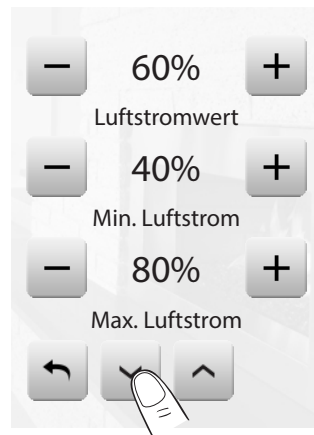 − 60% +
Luftstromwert
− 40% +
Min. Luftstrom
− 80% +
Max. Luftstrom